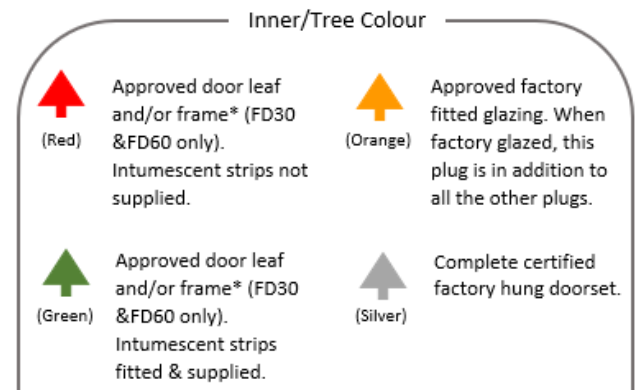 Inner/Tree Colour
(Red)
Approved door leaf
and/or frame* (FD30
&FD60 only).
Intumescent strips not
supplied.
(Orange)
Approved factory
fitted glazing. When
factory glazed, this
plug is in addition to
all the other plugs.
(Green)
Approved door leaf
and/or frame* (FD30
&FD60 only).
Intumescent strips
fitted & supplied.
(Silver)
Complete certified
factory hung doorset.